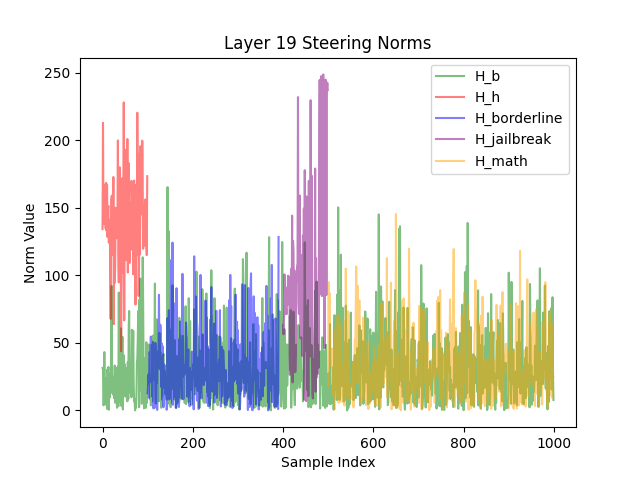 Layer 19 Steering Norms
Norm Value
250
200
150
100
50
0
H_b
H_h
H_borderline
H_jailbreak
H_math
0
200
400
600
800
1000
Sample Index